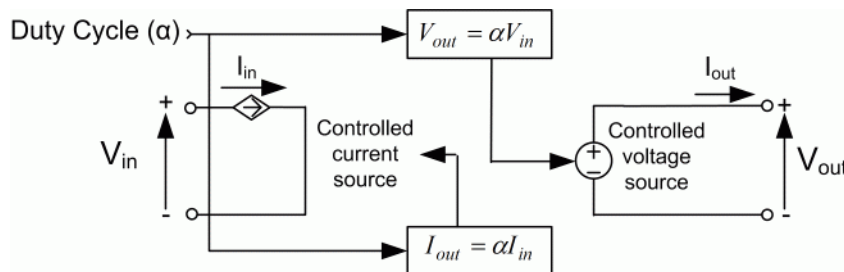 Duty Cycle (α)
V_out = αV_in
I_in
I_out
+
+
V_in
Controlled
current
source
+
−
Controlled
voltage
source
V_out
-
-
I_out = αI_in